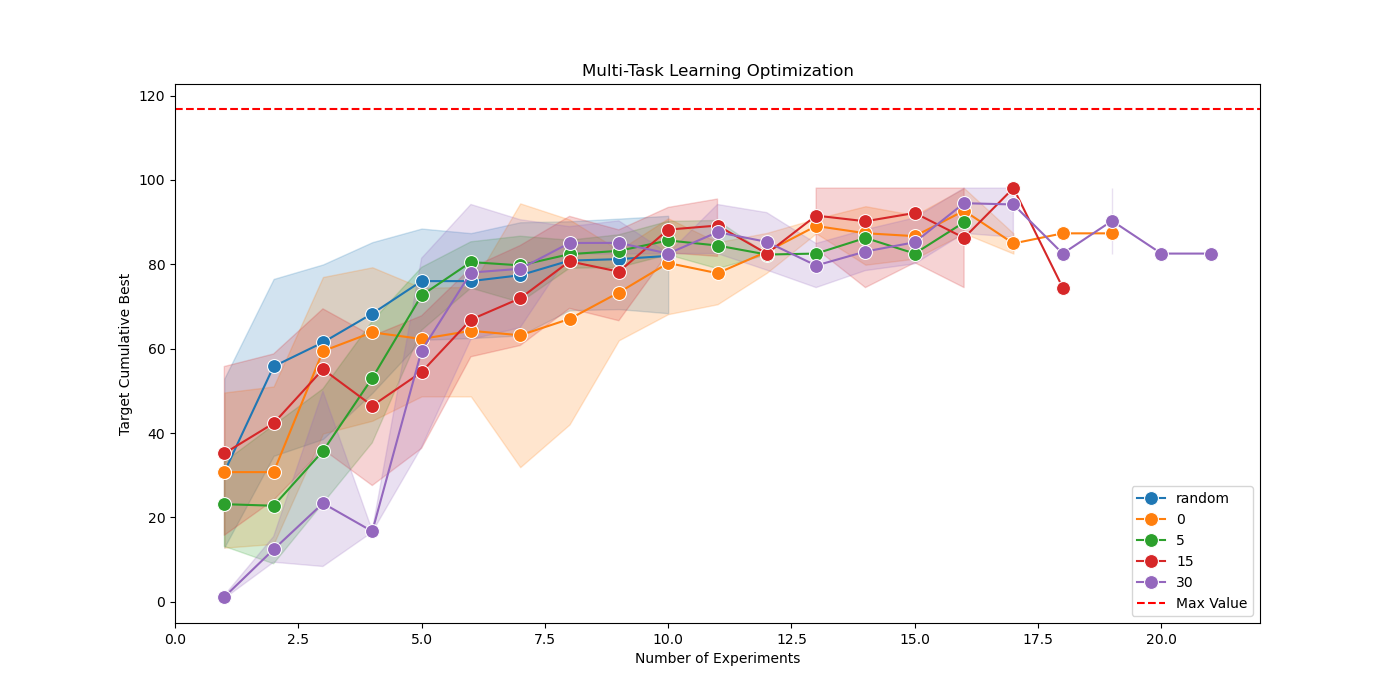 Multi-Task Learning Optimization
Target Cumulative Best
120
100
80
60
40
20
0
0.0 2.5 5.0 7.5 10.0 12.5 15.0 17.5 20.0
Number of Experiments
random
0
5
15
30
Max Value